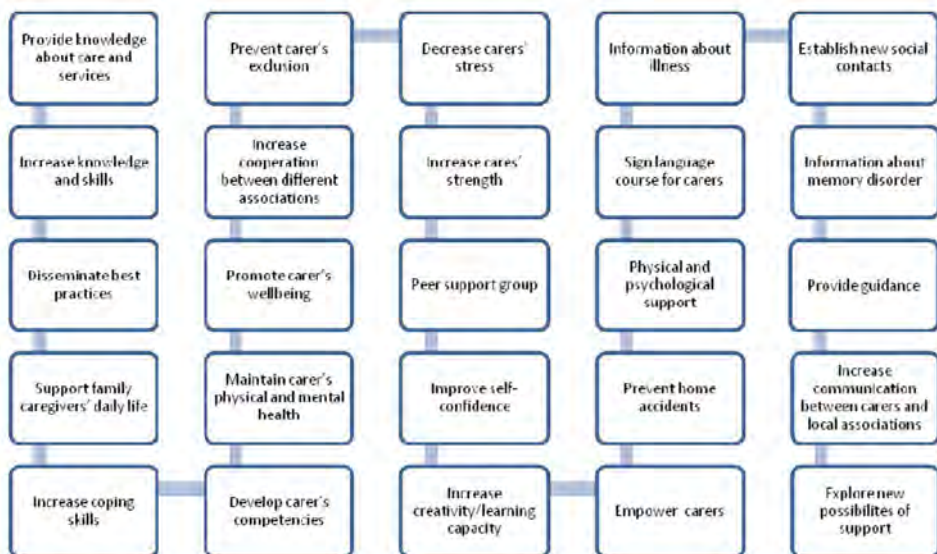 Provide knowledge
about care and
services
Increase knowledge
and skills
Disseminate best
practices
Support family
caregivers' daily life
Increase coping
skills
Develop carer's
competencies
Maintain carer's
physical and mental
health
Promote carer's
wellbeing
Increase
cooperation
between different
associations
Prevent carer's
exclusion
Decrease carers'
stress
Increase cares'
strength
Peer support group
Improve self-
confidence
Increase
creativity/learning
capacity
Empower carers
Prevent home
accidents
Physical and
psychological
support
Sign language
course for carers
Information about
illness
Establish new social
contacts
Information about
memory disorder
Provide guidance
Increase
communication
between carers and
local associations
Explore new
possibilites of
support